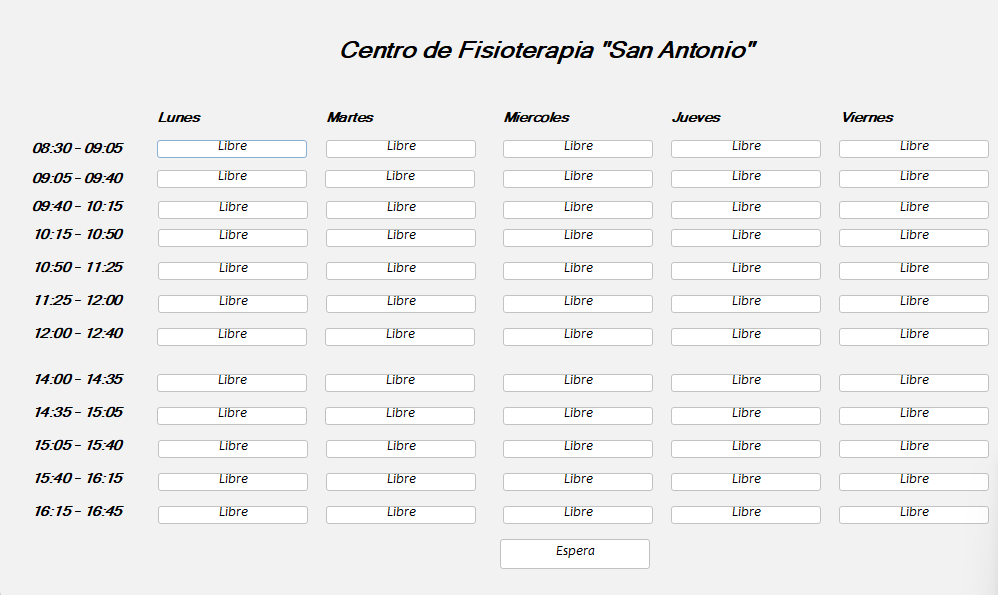 Centro de Fisioterapia "San Antonio"
Lunes Martes Miercoles Jueves Viernes
08:30 - 09:05 Libre Libre Libre Libre Libre
09:05 - 09:40 Libre Libre Libre Libre Libre
09:40 - 10:15 Libre Libre Libre Libre Libre
10:15 - 10:50 Libre Libre Libre Libre Libre
10:50 - 11:25 Libre Libre Libre Libre Libre
11:25 - 12:00 Libre Libre Libre Libre Libre
12:00 - 12:40 Libre Libre Libre Libre Libre
14:00 - 14:35 Libre Libre Libre Libre Libre
14:35 - 15:05 Libre Libre Libre Libre Libre
15:05 - 15:40 Libre Libre Libre Libre Libre
15:40 - 16:15 Libre Libre Libre Libre Libre
16:15 - 16:45 Libre Libre Libre Libre Libre
Espera